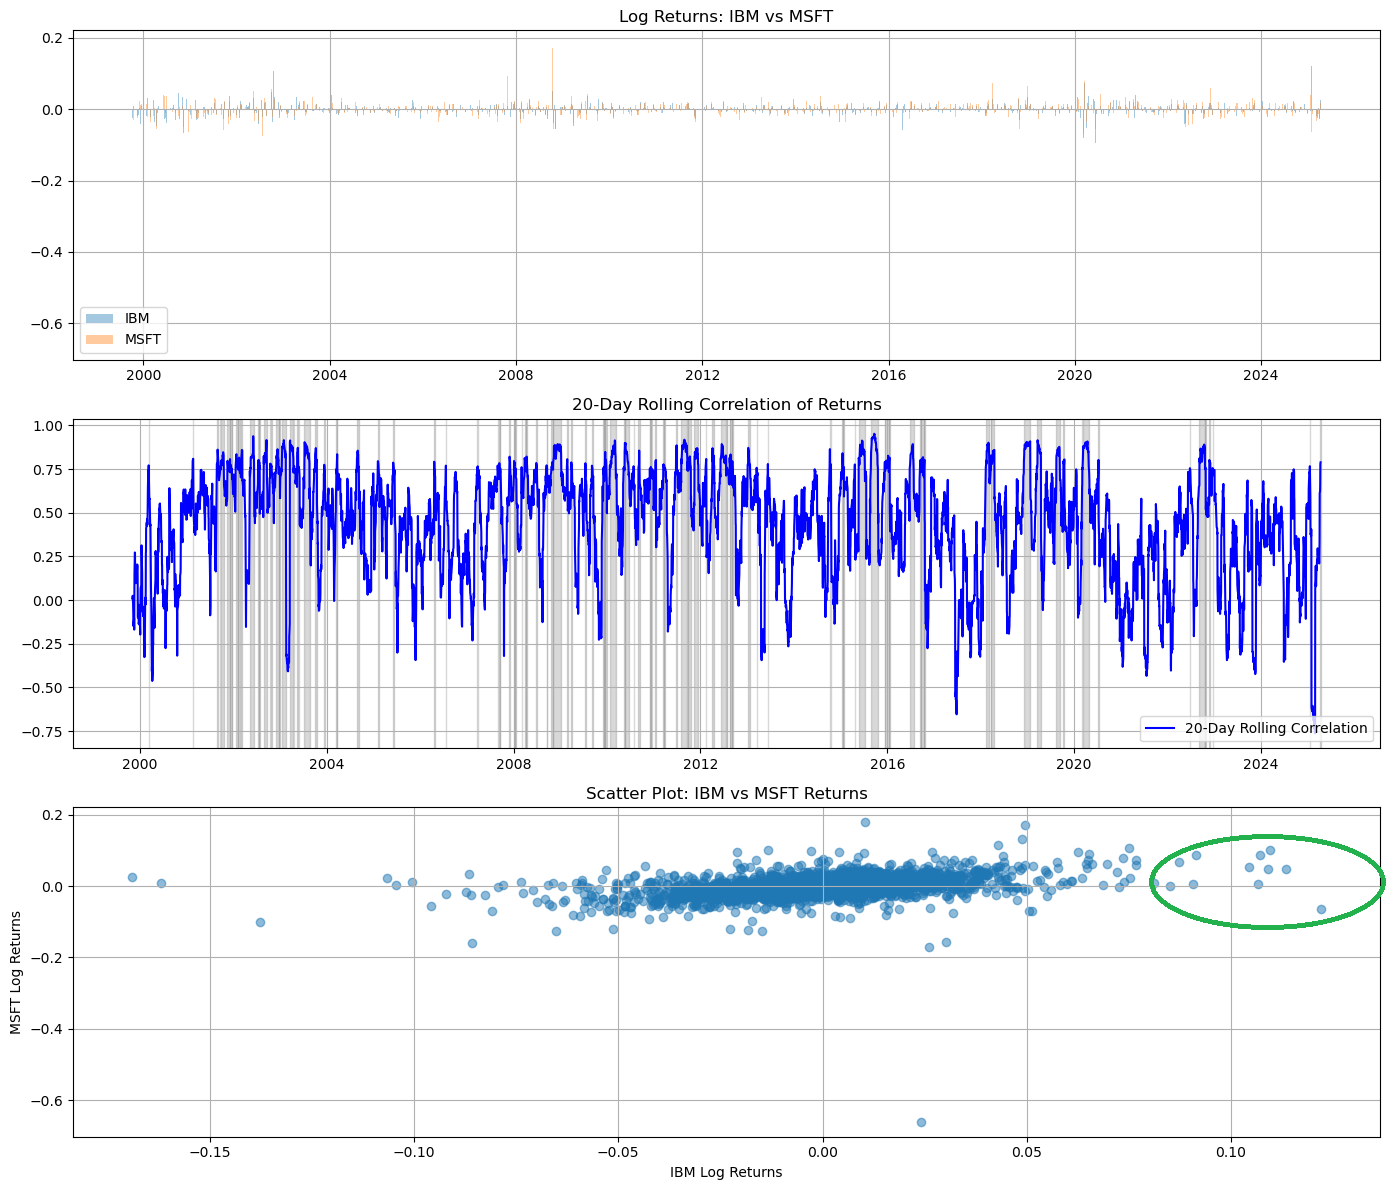 Log Returns: IBM vs MSFT
0.2
0.0
−0.2
−0.4
−0.6
IBM
MSFT
2000 2004 2008 2012 2016 2020 2024
20-Day Rolling Correlation of Returns
1.00
0.75
0.50
0.25
0.00
−0.25
−0.50
−0.75
20-Day Rolling Correlation
2000 2004 2008 2012 2016 2020 2024
Scatter Plot: IBM vs MSFT Returns
MSFT Log Returns
0.2
0.0
−0.2
−0.4
−0.6
−0.15 −0.10 −0.05 0.00 0.05 0.10
IBM Log Returns